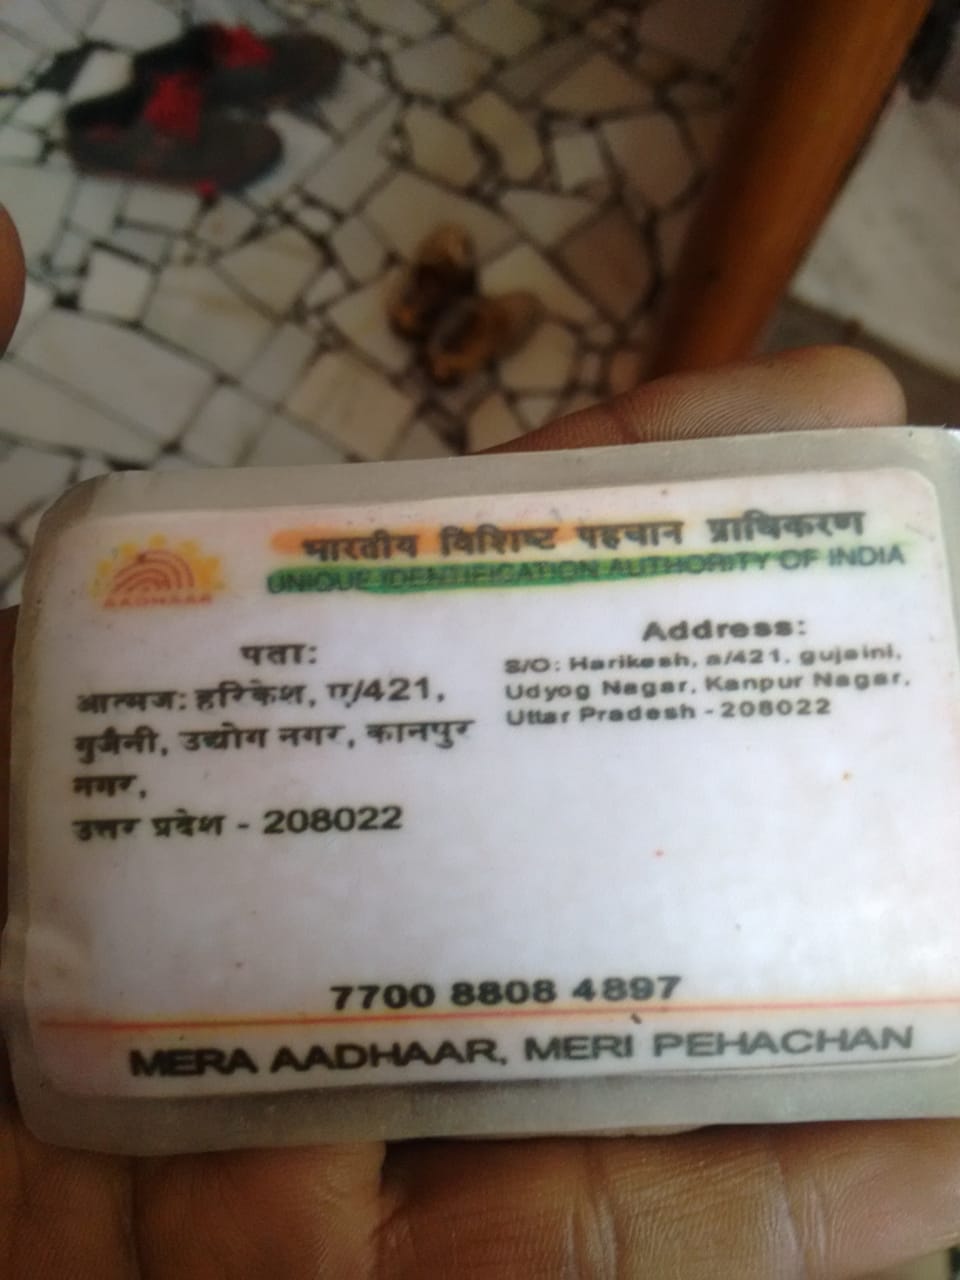 भारतीय विशिष्ट पहचान प्राधिकरण
UNIQUE IDENTIFICATION AUTHORITY OF INDIA
AADHAAR
पता:
आत्मज: हरिकेश, ए/421,
गुजैनी, उद्योग नगर, कानपुर
नगर,
उत्तर प्रदेश - 208022
Address:
S/O: Harikesh, a/421, gujaini,
Udyog Nagar, Kanpur Nagar,
Uttar Pradesh - 208022
7700 8808 4897
MERA AADHAAR, MERI PEHACHAN